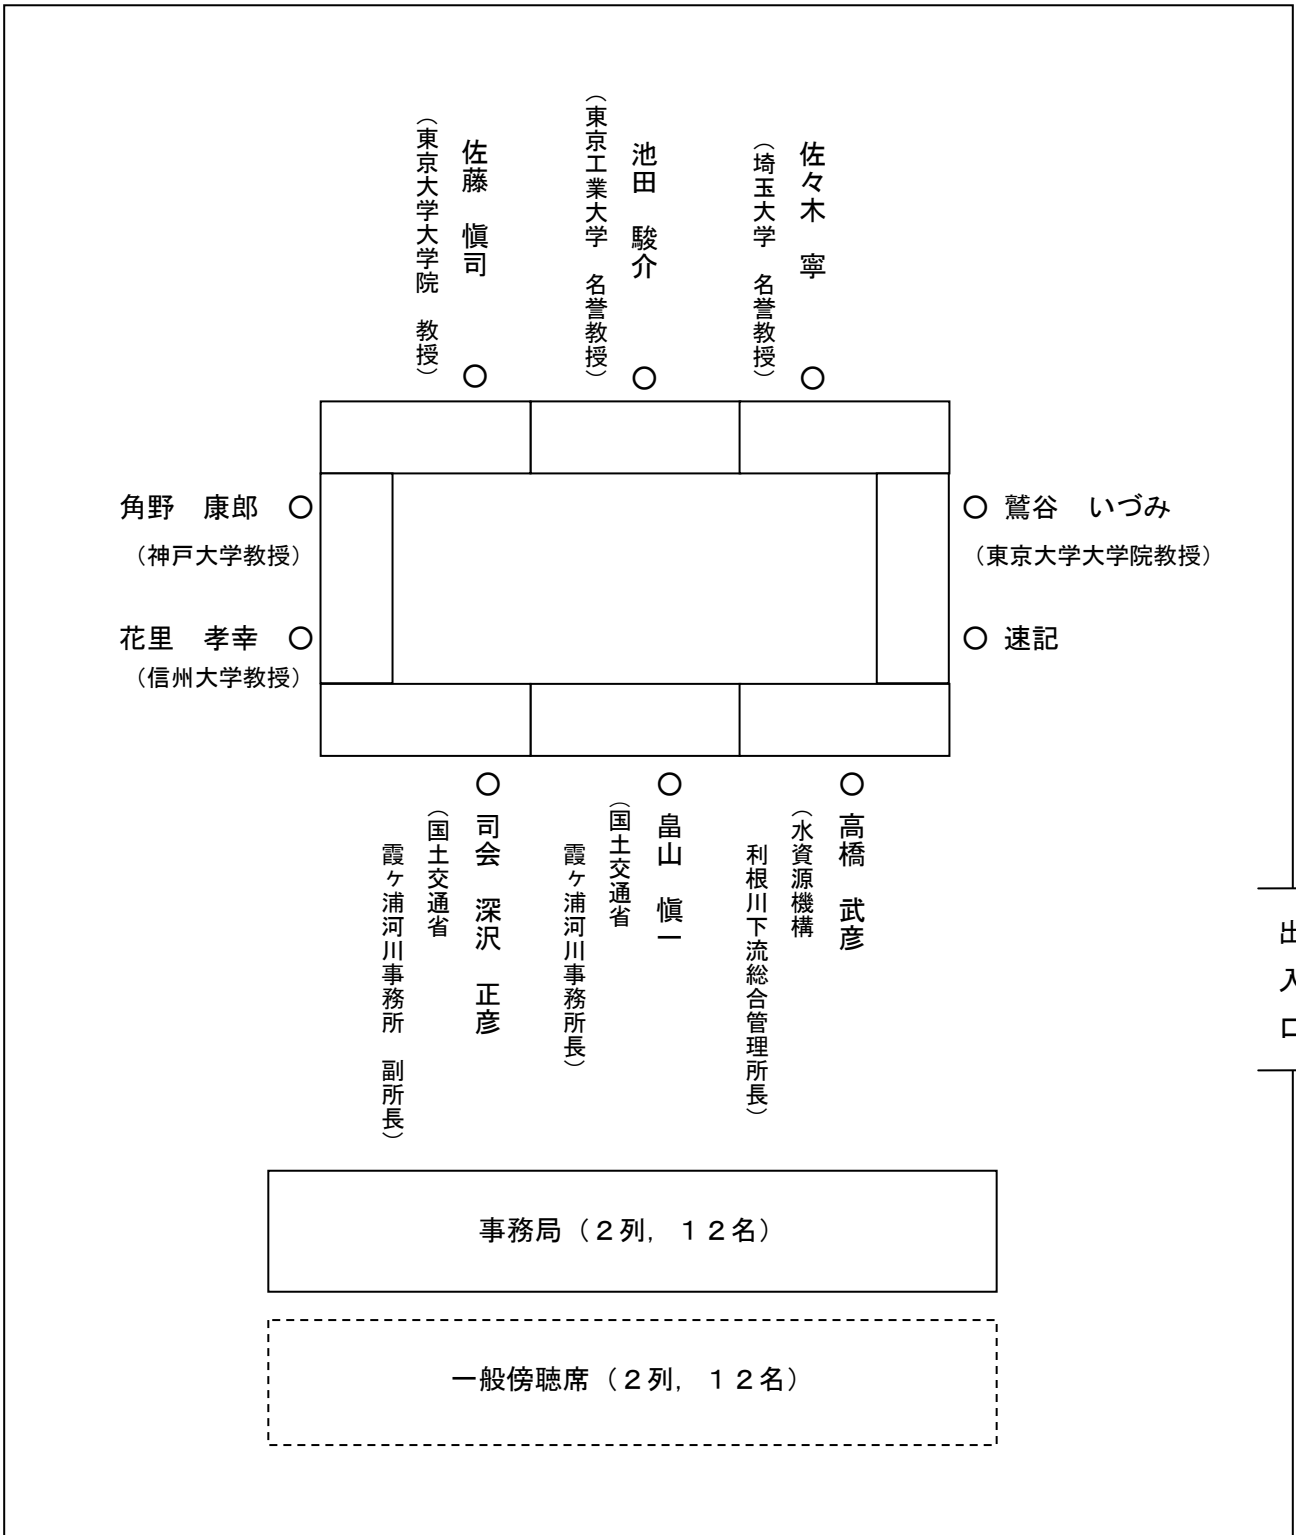 佐々木　寧
（埼玉大学　名誉教授）
池田　駿介
（東京工業大学　名誉教授）
佐藤　愼司
（東京大学大学院　教授）
角野　康郎
（神戸大学教授）
花里　孝幸
（信州大学教授）
鷲谷　いづみ
（東京大学大学院教授）
速記
高橋　武彦
（水資源機構
利根川下流総合管理所長）
畠山　愼一
（国土交通省
霞ヶ浦河川事務所長）
司会　深沢　正彦
（国土交通省
霞ヶ浦河川事務所　副所長）
出
入
口
事務局（２列，１２名）
一般傍聴席（２列，１２名）